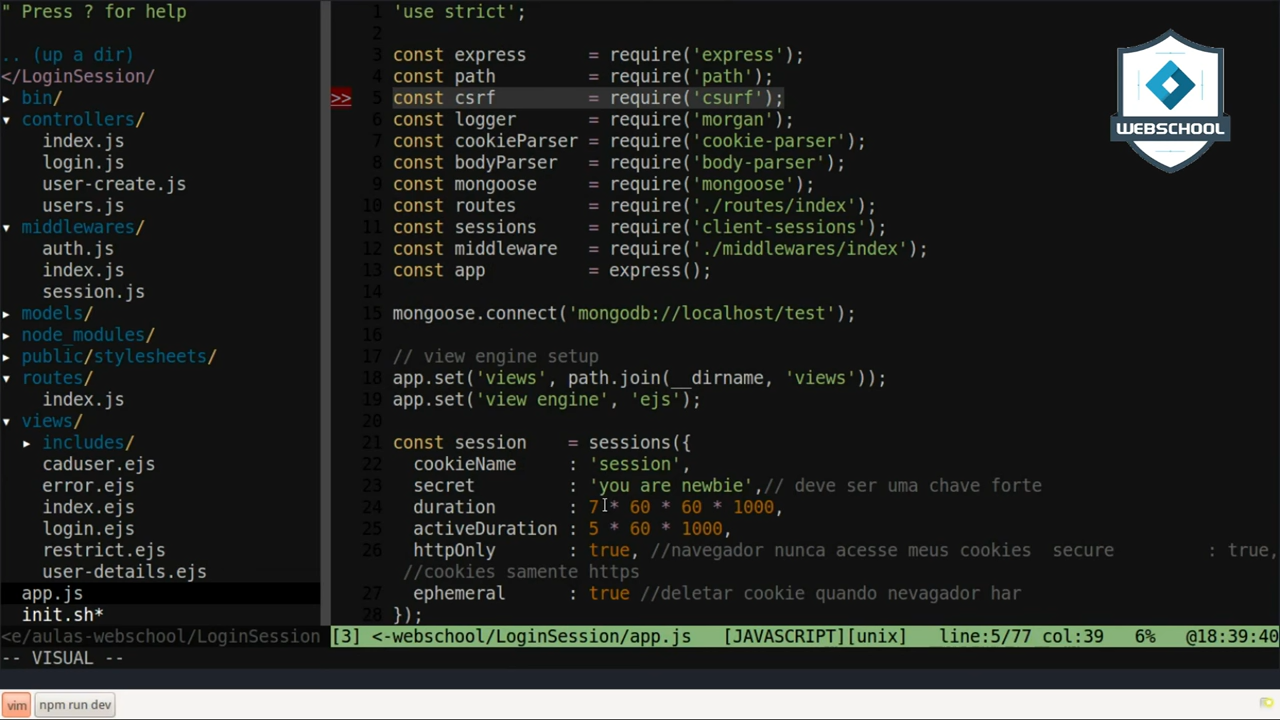 " Press ? for help
.. (up a dir)
</LoginSession/
▸ bin/
▾ controllers/
index.js
login.js
user-create.js
users.js
▾ middlewares/
auth.js
index.js
session.js
▸ models/
▸ node_modules/
▸ public/stylesheets/
▾ routes/
index.js
▾ views/
▸ includes/
caduser.ejs
error.ejs
index.ejs
login.ejs
restrict.ejs
user-details.ejs
app.js
init.sh*
<e/aulas-webschool/LoginSession
1 'use strict';
2
3 const express = require('express');
4 const path = require('path');
>> 5 const csrf = require('csurf');
6 const logger = require('morgan');
7 const cookieParser = require('cookie-parser');
8 const bodyParser = require('body-parser');
9 const mongoose = require('mongoose');
10 const routes = require('./routes/index');
11 const sessions = require('client-sessions');
12 const middleware = require('./middlewares/index');
13 const app = express();
14
15 mongoose.connect('mongodb://localhost/test');
16
17 // view engine setup
18 app.set('views', path.join(__dirname, 'views'));
19 app.set('view engine', 'ejs');
20
21 const session = sessions({
22 cookieName : 'session',
23 secret : 'you are newbie',// deve ser uma chave forte
24 duration : 7 * 60 * 60 * 1000,
25 activeDuration : 5 * 60 * 1000,
26 httpOnly : true, //navegador nunca acesse meus cookies secure : true,
//cookies samente https
27 ephemeral : true //deletar cookie quando nevagador har
28 });
[3] <-webschool/LoginSession/app.js [JAVASCRIPT][unix] line:5/77 col:39 6% @18:39:40
-- VISUAL --
vim
npm run dev
WEBSCHOOL